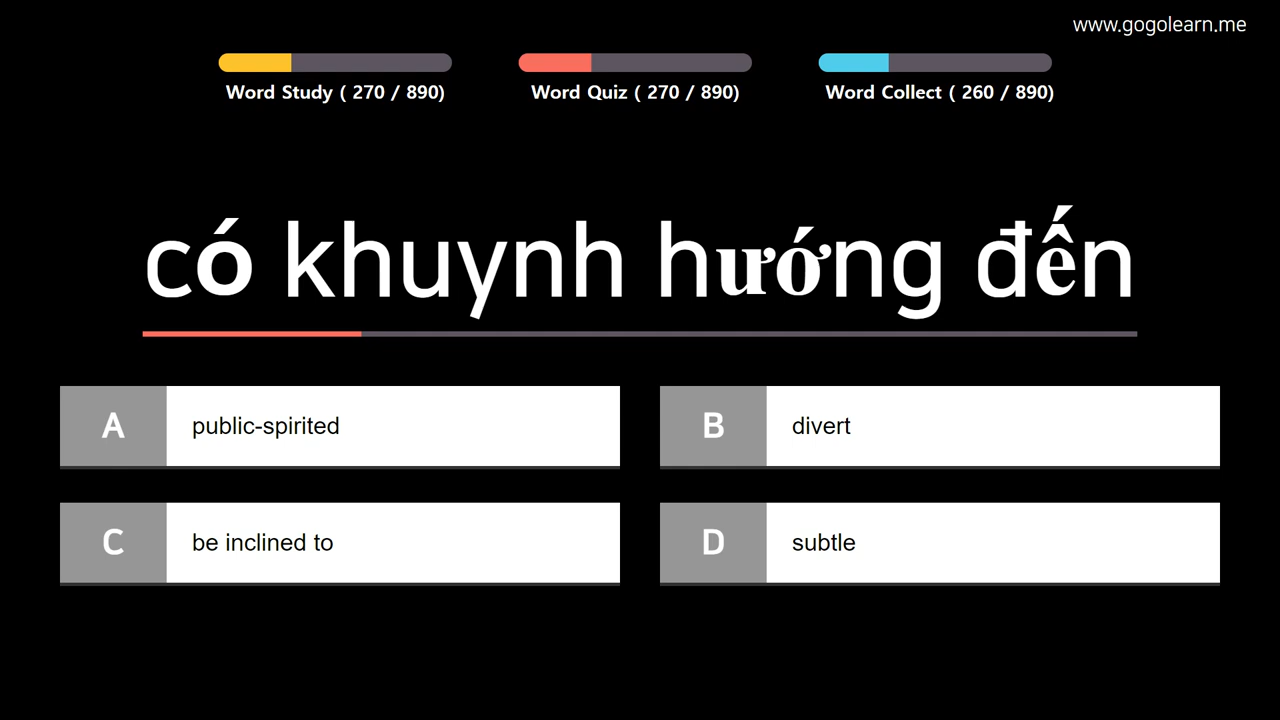 www.gogolearn.me
Word Study ( 270 / 890)
Word Quiz ( 270 / 890)
Word Collect ( 260 / 890)
có khuynh hướng đến
A public-spirited
B divert
C be inclined to
D subtle